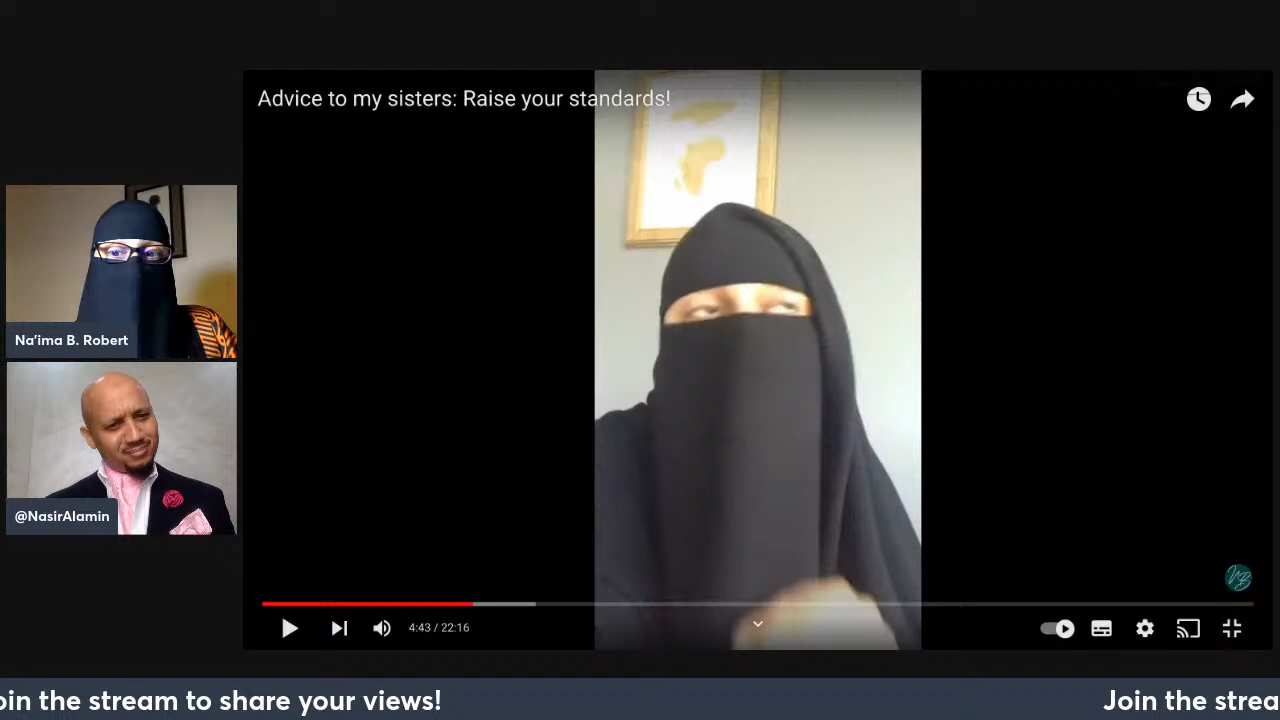 Advice to my sisters: Raise your standards!
Na'ima B. Robert
@NasirAlamin
NB
4:43 / 22:16
oin the stream to share your views!
Join the strea